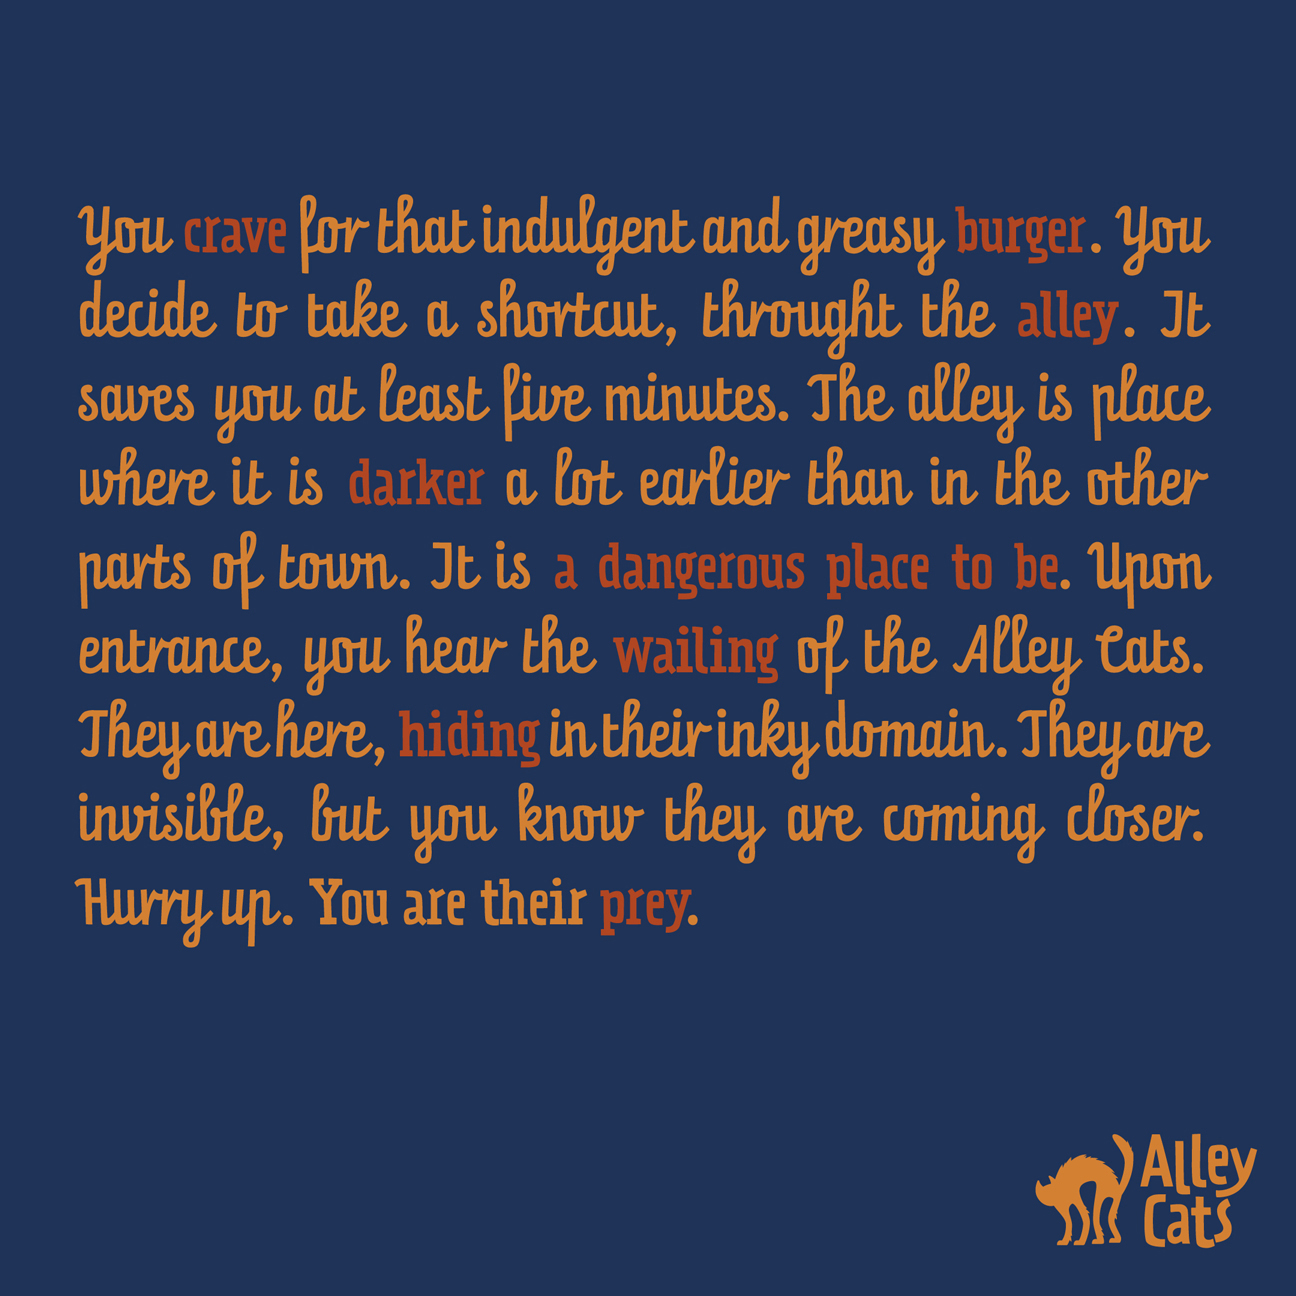 You crave for that indulgent and greasy burger. You
decide to take a shortcut, throught the alley. It
saves you at least five minutes. The alley is place
where it is darker a lot earlier than in the other
parts of town. It is a dangerous place to be. Upon
entrance, you hear the wailing of the Alley Cats.
They are here, hiding in their inky domain. They are
invisible, but you know they are coming closer.
Hurry up. You are their prey.
Alley
Cats